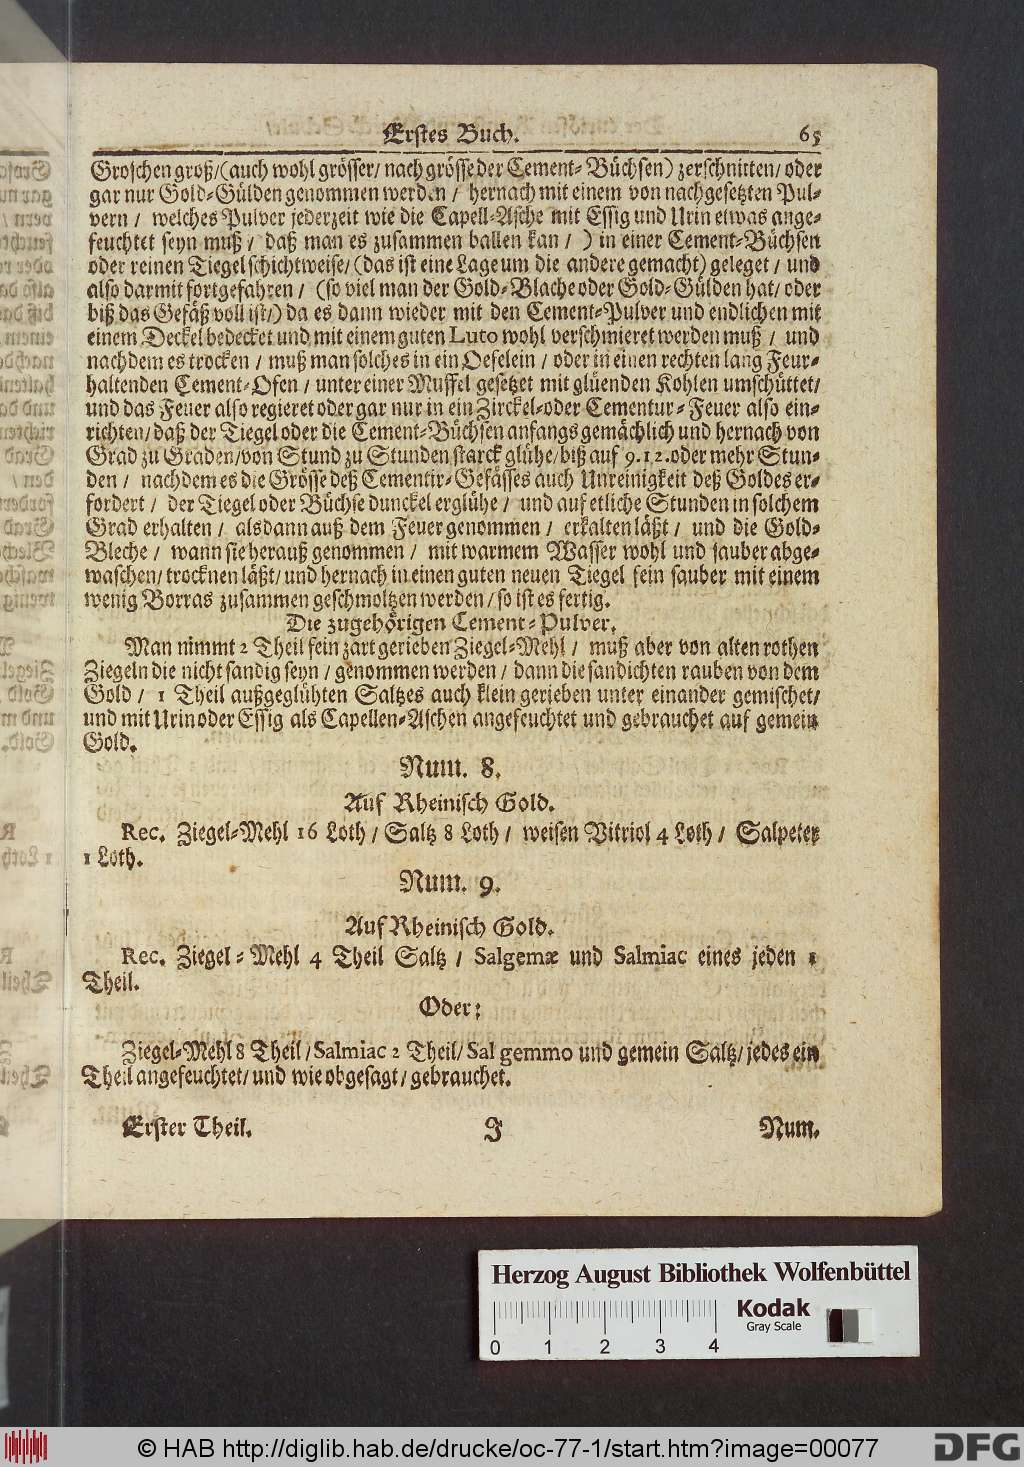 Erstes Buch. 65
Groschen groß/(auch wohl grösser/nach grösse der Cement-Büchsen) zerschnitten/oder
gar nur Gold-Gülden genommen werden / hernach mit einem von nachgesetzten Pul-
vern / welches Pulver jederzeit wie die Capell-Asche mit Essig und Urin etwas ange-
feuchtet seyn muß / daß man es zusammen ballen kan / ) in einer Cement-Büchsen
oder reinen Tiegel schichtweise/(das ist eine Lage um die andere gemacht) geleget / und
also darmit fortgefahren / (so viel man der Gold-Blache oder Gold-Gülden hat/oder
biß das Gefäß voll ist/) da es dann wieder mit den Cement-Pulver und endlichen mit
einem Deckel bedecket und mit einem guten Luto wohl verschmieret werden muß / und
nachdem es trocken / muß man solches in ein Oefelein / oder in einen rechten lang Feur-
haltenden Cement-Ofen / unter einer Muffel gesetzet mit glüenden Kohlen umschüttet/
und das Feuer also regieret oder gar nur in ein Zirckel-oder Cementur-Feuer also ein-
richten/daß der Tiegel oder die Cement-Büchsen anfangs gemächlich und hernach von
Grad zu Graden/von Stund zu Stunden starck glühe/biß auf 9.12.oder mehr Stun-
den / nachdem es die Grösse deß Cementir-Gefässes auch Unreinigkeit deß Goldes er-
fordert / der Tiegel oder Büchse dunckel erglühe / und auf etliche Stunden in solchem
Grad erhalten / alsdann auß dem Feuer genommen / erkalten läßt / und die Gold-
Bleche / wann sie herauß genommen / mit warmem Wasser wohl und sauber abge-
waschen/trocknen läßt/und hernach in einen guten neuen Tiegel fein sauber mit einem
wenig Borras zusammen geschmoltzen werden/so ist es fertig.
Die zugehörigen Cement-Pulver.
Man nimmt 2 Theil fein zart gerieben Ziegel-Mehl / muß aber von alten rothen
Ziegeln die nicht sandig seyn / genommen werden / dann die sandichten rauben von dem
Gold / 1 Theil außgeglühten Saltzes auch klein gerieben unter einander gemischet/
und mit Urin oder Essig als Capellen-Aschen angefeuchtet und gebrauchet auf gemein
Gold.
Num. 8.
Auf Rheinisch Gold.
Rec. Ziegel-Mehl 16 Loth / Saltz 8 Loth / weisen Vitriol 4 Loth / Salpeter
1 Loth.
Num. 9.
Auf Rheinisch Gold.
Rec. Ziegel-Mehl 4 Theil Saltz / Salgemæ und Salmiac eines jeden 1
Theil.
Oder:
Ziegel-Mehl 8 Theil/Salmiac 2 Theil/Sal gemmo und gemein Saltz/jedes ein
Theil angefeuchtet/und wie obgesagt/gebrauchet.
Erster Theil. J Num.
Herzog August Bibliothek Wolfenbüttel
Kodak
Gray Scale
0 1 2 3 4
© HAB http://diglib.hab.de/drucke/oc-77-1/start.htm?image=00077
DFG